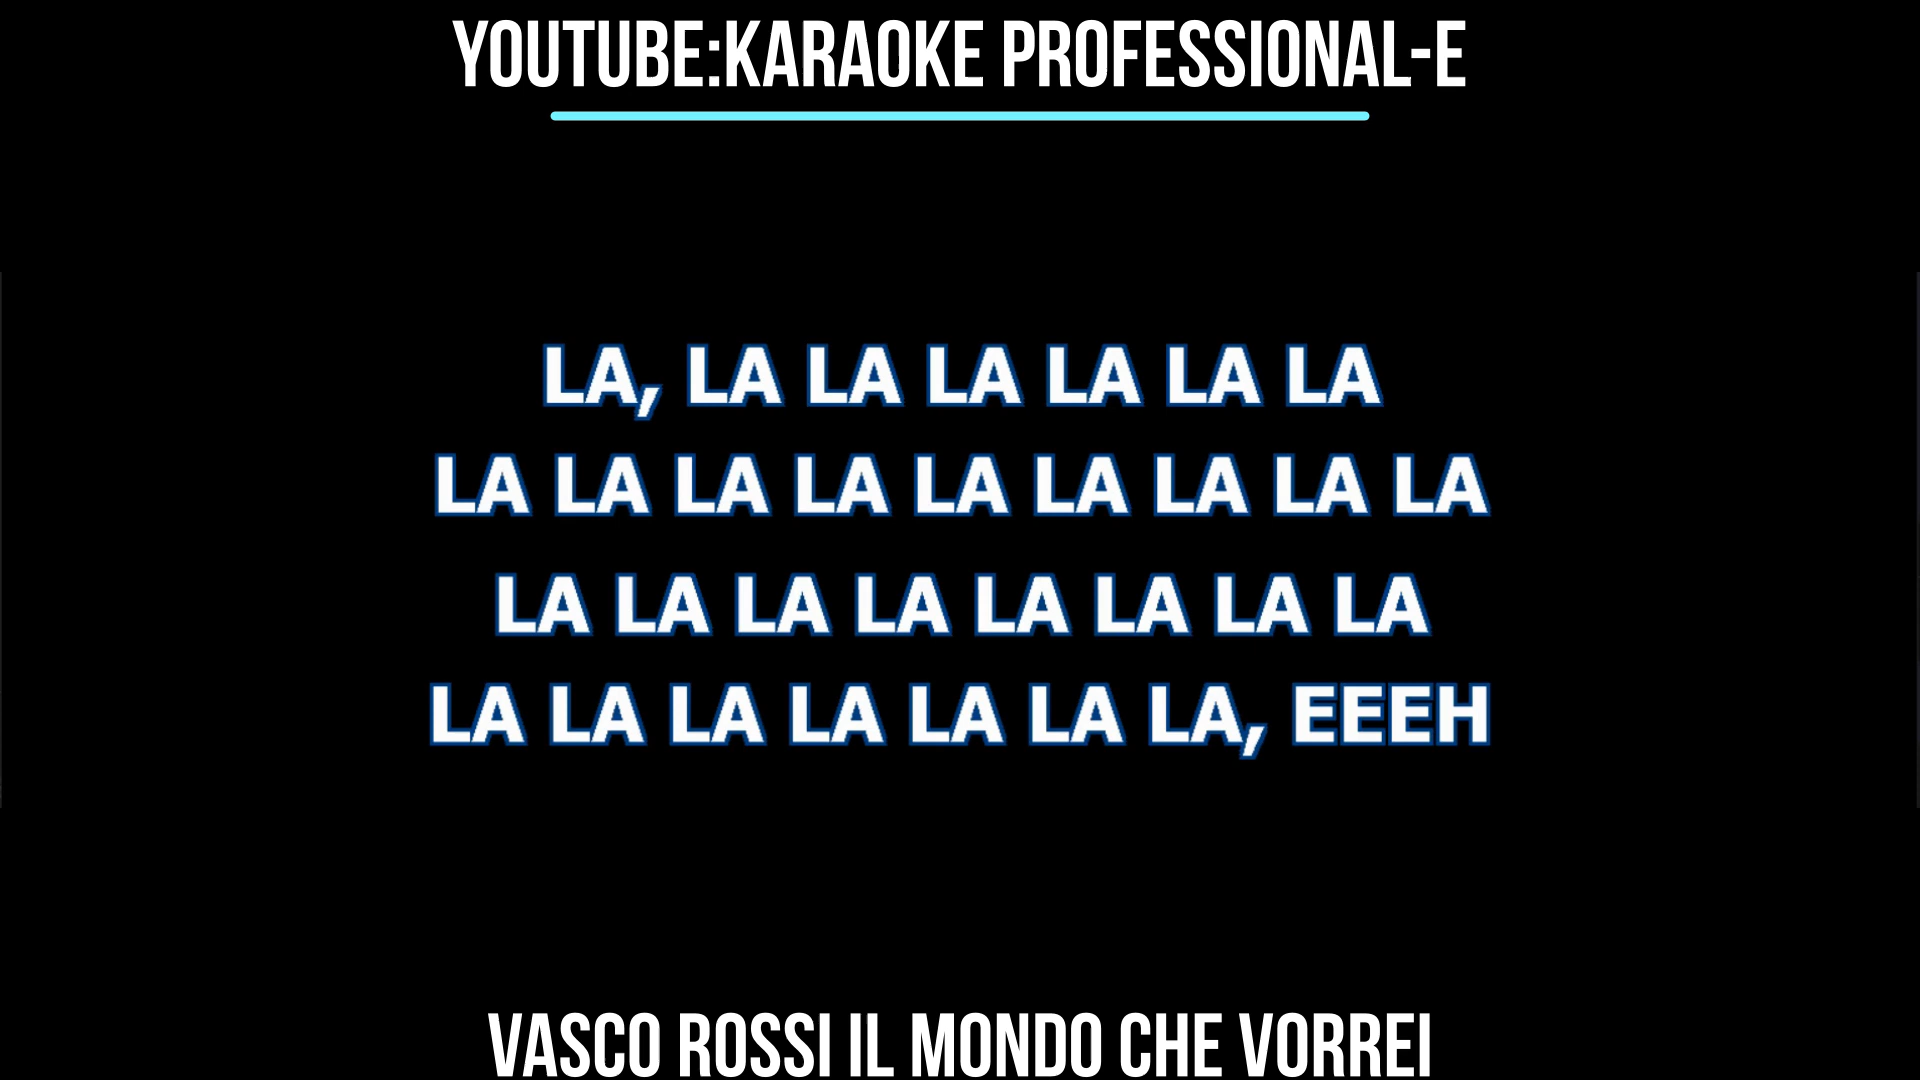 YOUTUBE:KARAOKE PROFESSIONAL-E
LA, LA LA LA LA LA LA
LA LA LA LA LA LA LA LA LA
LA LA LA LA LA LA LA LA
LA LA LA LA LA LA LA, EEEH
VASCO ROSSI IL MONDO CHE VORREI